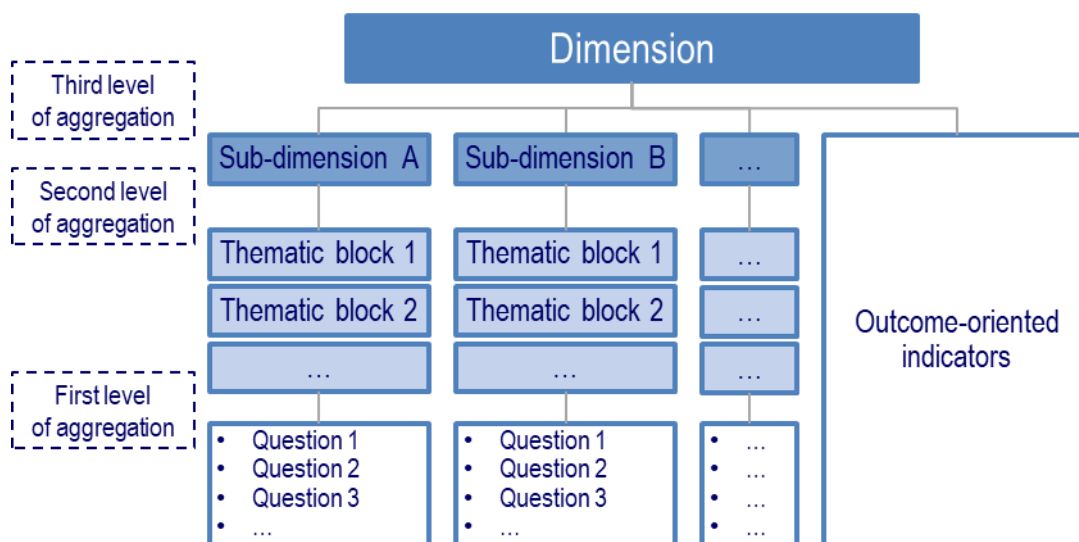 Dimension
Third level
of aggregation
Sub-dimension A
Sub-dimension B
…
Second level
of aggregation
Thematic block 1
Thematic block 1
…
Thematic block 2
Thematic block 2
…
…
…
…
Outcome-oriented
indicators
First level
of aggregation
• Question 1
• Question 2
• Question 3
• …
• Question 1
• Question 2
• Question 3
• …
• …
• …
• …
• …